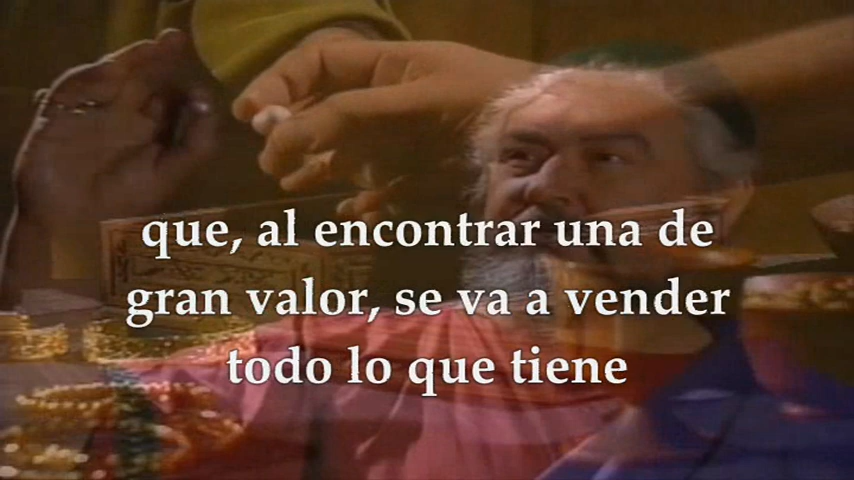 que, al encontrar una de
gran valor, se va a vender
todo lo que tiene